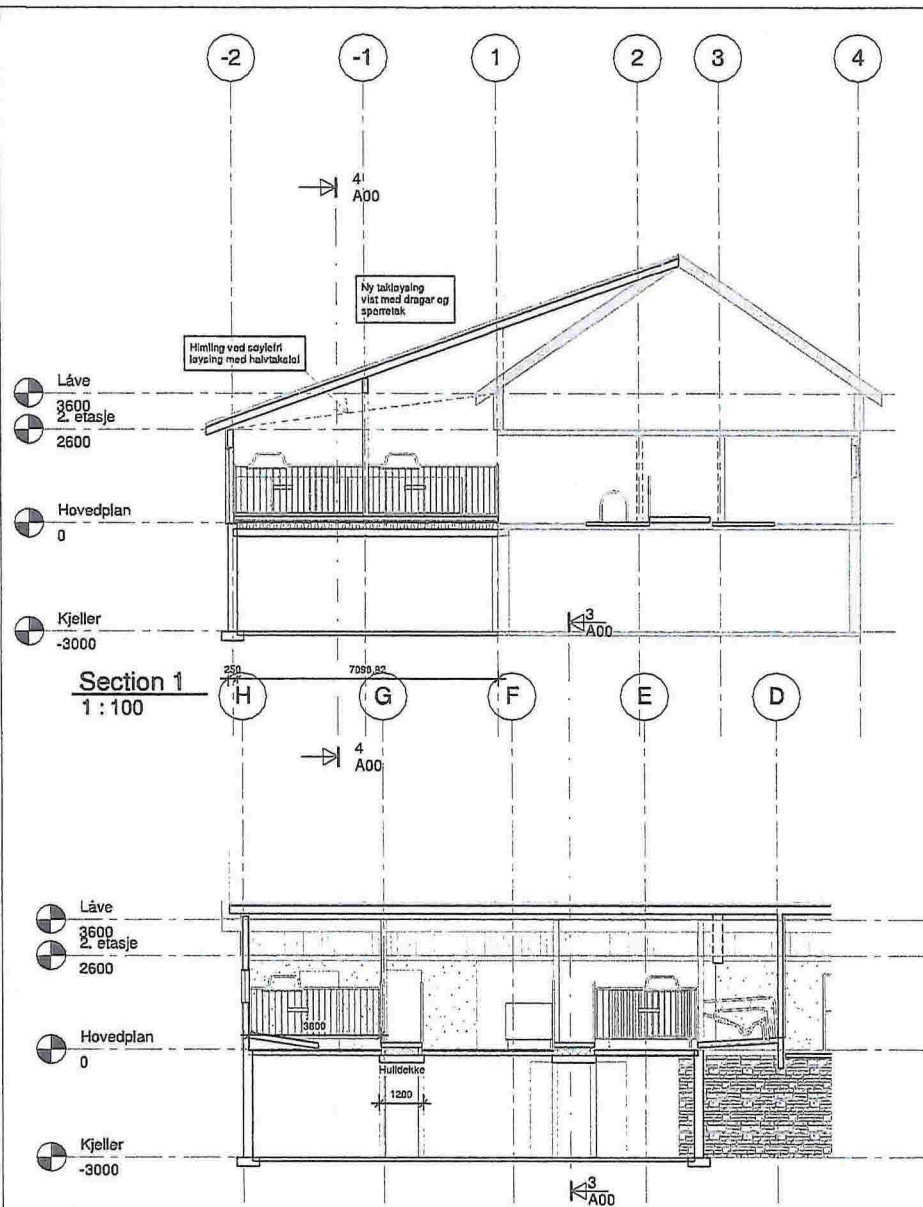 -2
-1
1
2
3
4
4
A00
Ny takløysing
vist med dragar og
sperretak
Himling ved søylefri
løysing med halvtakstol
Låve
3600
2. etasje
2600
Hovedplan
0
Kjeller
-3000
3
A00
Section 1
1 : 100
250
7090,92
H
G
F
E
D
4
A00
Låve
3600
2. etasje
2600
3600
Hovedplan
0
Hulldekke
1200
Kjeller
-3000
3
A00